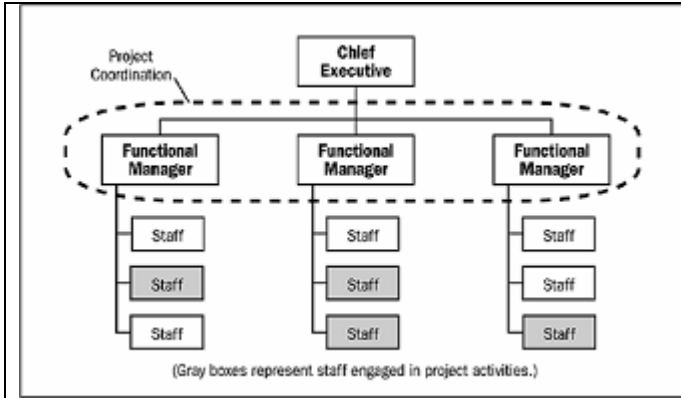 Project
Coordination
Chief
Executive
Functional
Manager
Functional
Manager
Functional
Manager
Staff
Staff
Staff
Staff
Staff
Staff
Staff
Staff
Staff
(Gray boxes represent staff engaged in project activities.)